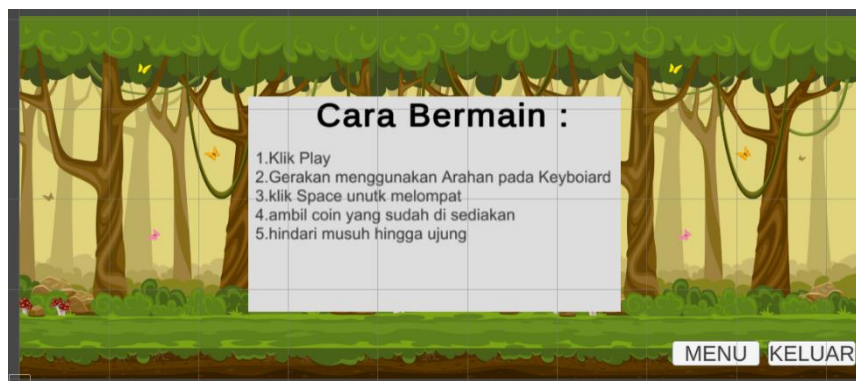 Cara Bermain :
1.Klik Play
2.Gerakan menggunakan Arahan pada Keyboiard
3.klik Space unutk melompat
4.ambil coin yang sudah di sediakan
5.hindari musuh hingga ujung
MENU
KELUAR